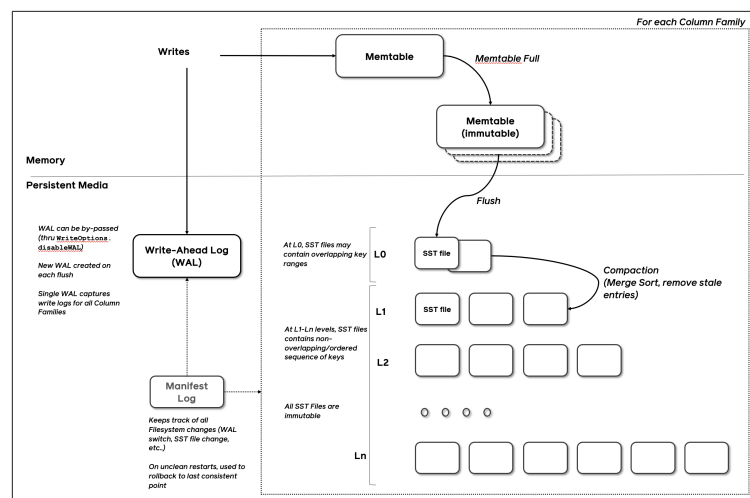 For each Column Family
Writes
Memtable
Memtable Full
Memtable
(immutable)
Memory
Persistent Media
Flush
WAL can be by-passed
(thru WriteOptions.
disableWAL)
New WAL created on
each flush
Single WAL captures
write logs for all Column
Families
Write-Ahead Log
(WAL)
At L0, SST files may
contain overlapping key
ranges
L0
SST file
Compaction
(Merge Sort, remove stale
entries)
L1
SST file
At L1-Ln levels, SST files
contains non-
overlapping/ordered
sequence of keys
L2
Manifest
Log
All SST Files are
immutable
Keeps track of all
Filesystem changes (WAL
switch, SST file change,
etc..)
On unclean restarts, used to
rollback to last consistent
point
Ln